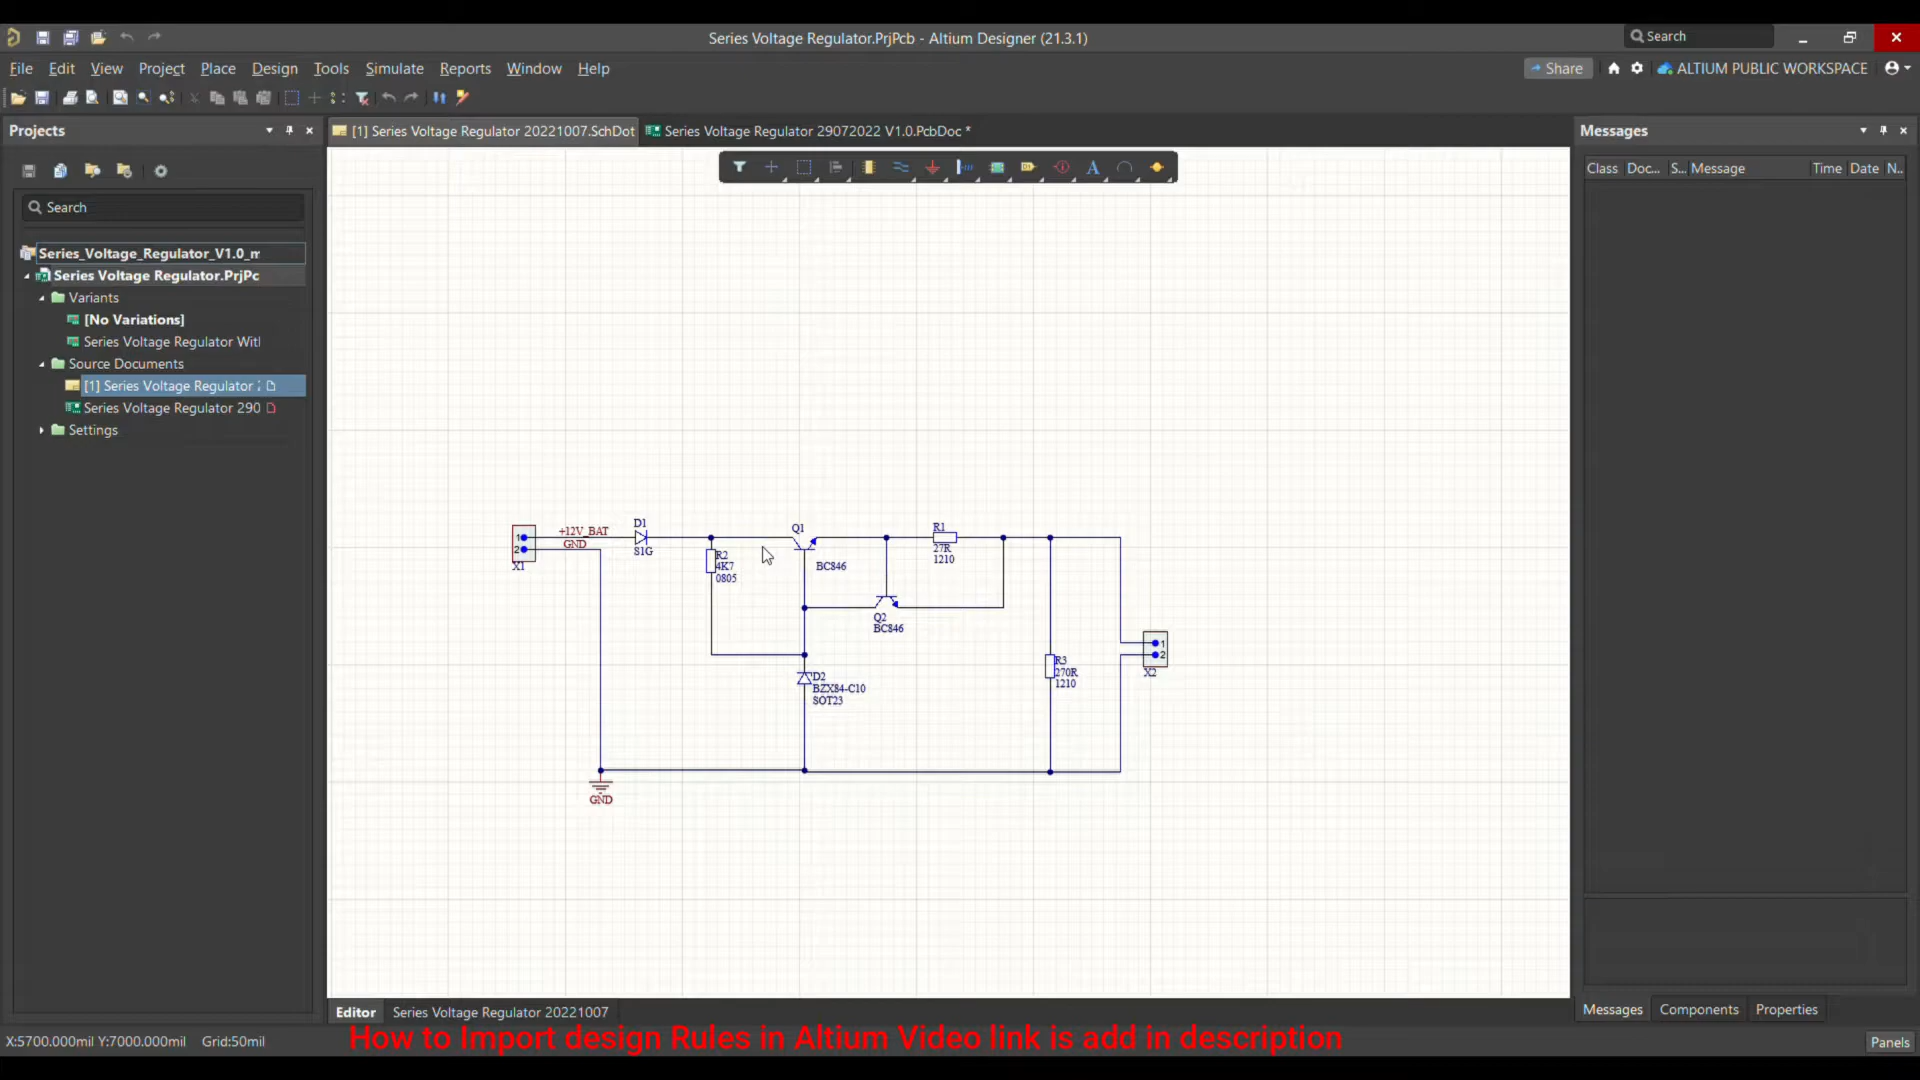 Series Voltage Regulator.PrjPcb - Altium Designer (21.3.1)
Search
File Edit View Project Place Design Tools Simulate Reports Window Help
Share
ALTIUM PUBLIC WORKSPACE
Projects
[1] Series Voltage Regulator 20221007.SchDot
Series Voltage Regulator 29072022 V1.0.PcbDoc *
Messages
Class Doc... S... Message Time Date N..
Search
Series_Voltage_Regulator_V1.0_m
Series Voltage Regulator.PrjPc
Variants
[No Variations]
Series Voltage Regulator Witl
Source Documents
[1] Series Voltage Regulator 2
Series Voltage Regulator 290
Settings
1
2
X1
+12V_BAT
GND
D1
S1G
R2
4K7
0805
Q1
BC846
R1
27R
1210
Q2
BC846
D2
BZX84-C10
SOT23
R3
270R
1210
1
2
X2
GND
Editor
Series Voltage Regulator 20221007
Messages Components Properties
X:5700.000mil Y:7000.000mil Grid:50mil
How to Import design Rules in Altium Video link is add in description
Panels